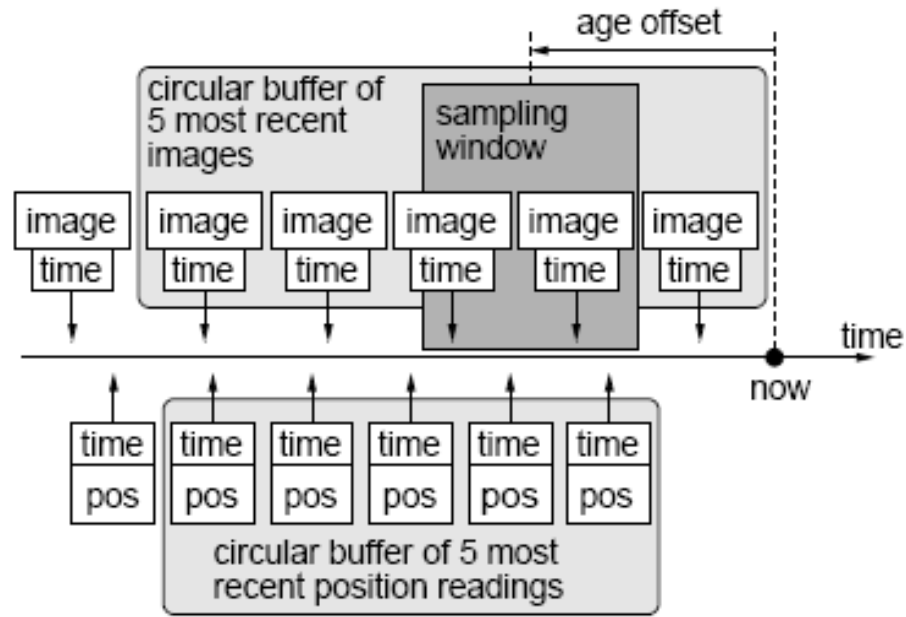 age offset
circular buffer of
5 most recent
images
sampling
window
image image image image image image
time time time time time time
time
now
time time time time time time
pos pos pos pos pos pos
circular buffer of 5 most
recent position readings